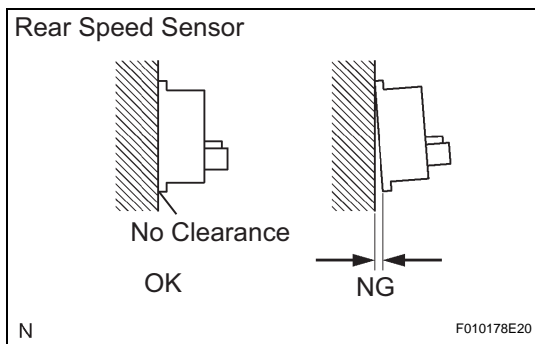 Rear Speed Sensor
No Clearance
OK
NG
N
F010178E20